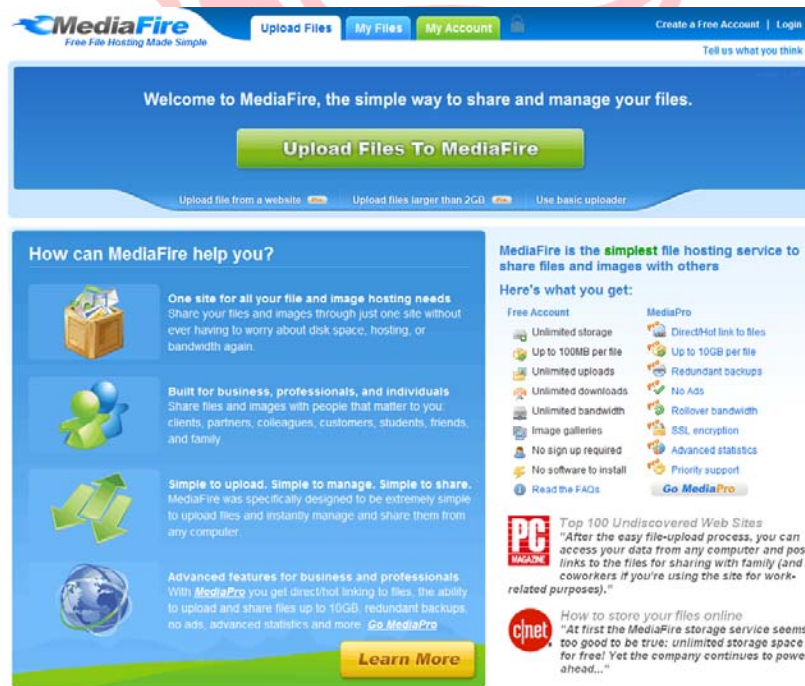 MediaFire
Free File Hosting Made Simple
Upload Files
My Files
My Account
Create a Free Account | Login
Tell us what you think
Welcome to MediaFire, the simple way to share and manage your files.
Upload Files To MediaFire
Upload file from a website Pro
Upload files larger than 2GB Pro
Use basic uploader
How can MediaFire help you?
One site for all your file and image hosting needs
Share your files and images through just one site without
ever having to worry about disk space, hosting, or
bandwidth again.
Built for business, professionals, and individuals
Share files and images with people that matter to you:
clients, partners, colleagues, customers, students, friends,
and family.
Simple to upload. Simple to manage. Simple to share.
MediaFire was specifically designed to be extremely simple
to upload files and instantly manage and share them from
any computer.
Advanced features for business and professionals
With MediaPro you get direct/hot linking to files, the ability
to upload and share files up to 10GB, redundant backups,
no ads, advanced statistics and more. Go MediaPro
Learn More
MediaFire is the simplest file hosting service to
share files and images with others
Here's what you get:
Free Account
Unlimited storage
Up to 100MB per file
Unlimited uploads
Unlimited downloads
Unlimited bandwidth
Image galleries
No sign up required
No software to install
Read the FAQs
MediaPro
Direct/Hot link to files
Up to 10GB per file
Redundant backups
No Ads
Rollover bandwidth
SSL encryption
Advanced statistics
Priority support
Go MediaPro
PC
MAGAZINE
Top 100 Undiscovered Web Sites
"After the easy file-upload process, you can
access your data from any computer and pos
links to the files for sharing with family (and
coworkers if you're using the site for work-
related purposes)."
c|net
How to store your files online
"At first the MediaFire storage service seems
too good to be true: unlimited storage space
for free! Yet the company continues to powe
ahead..."